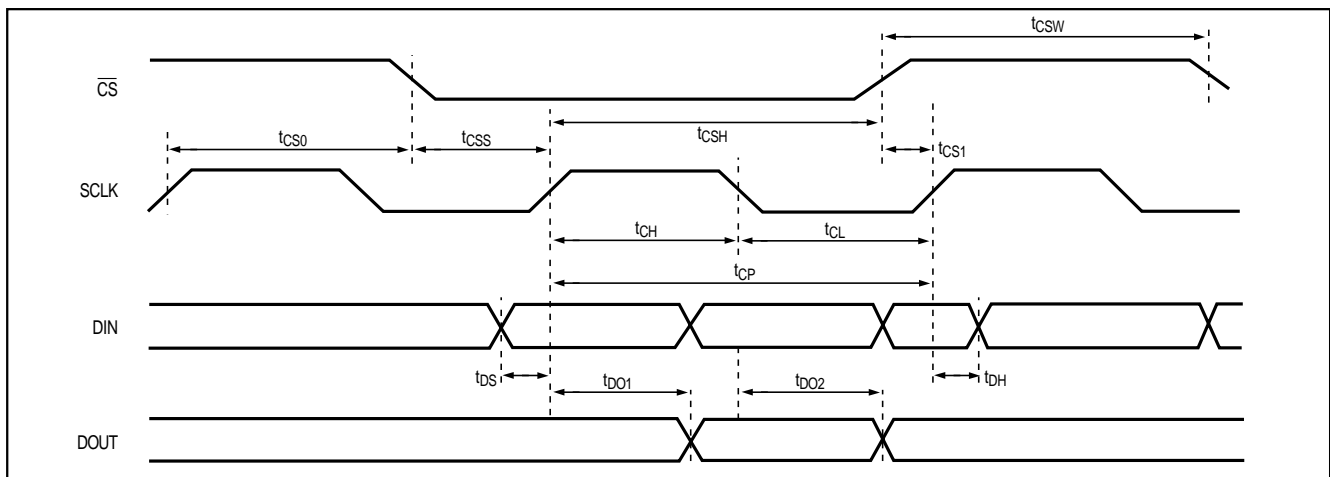 tCSW
CS
tCSH
tCS0
tCSS
tCS1
SCLK
tCH
tCL
tCP
DIN
tDS
tDO1
tDO2
tDH
DOUT